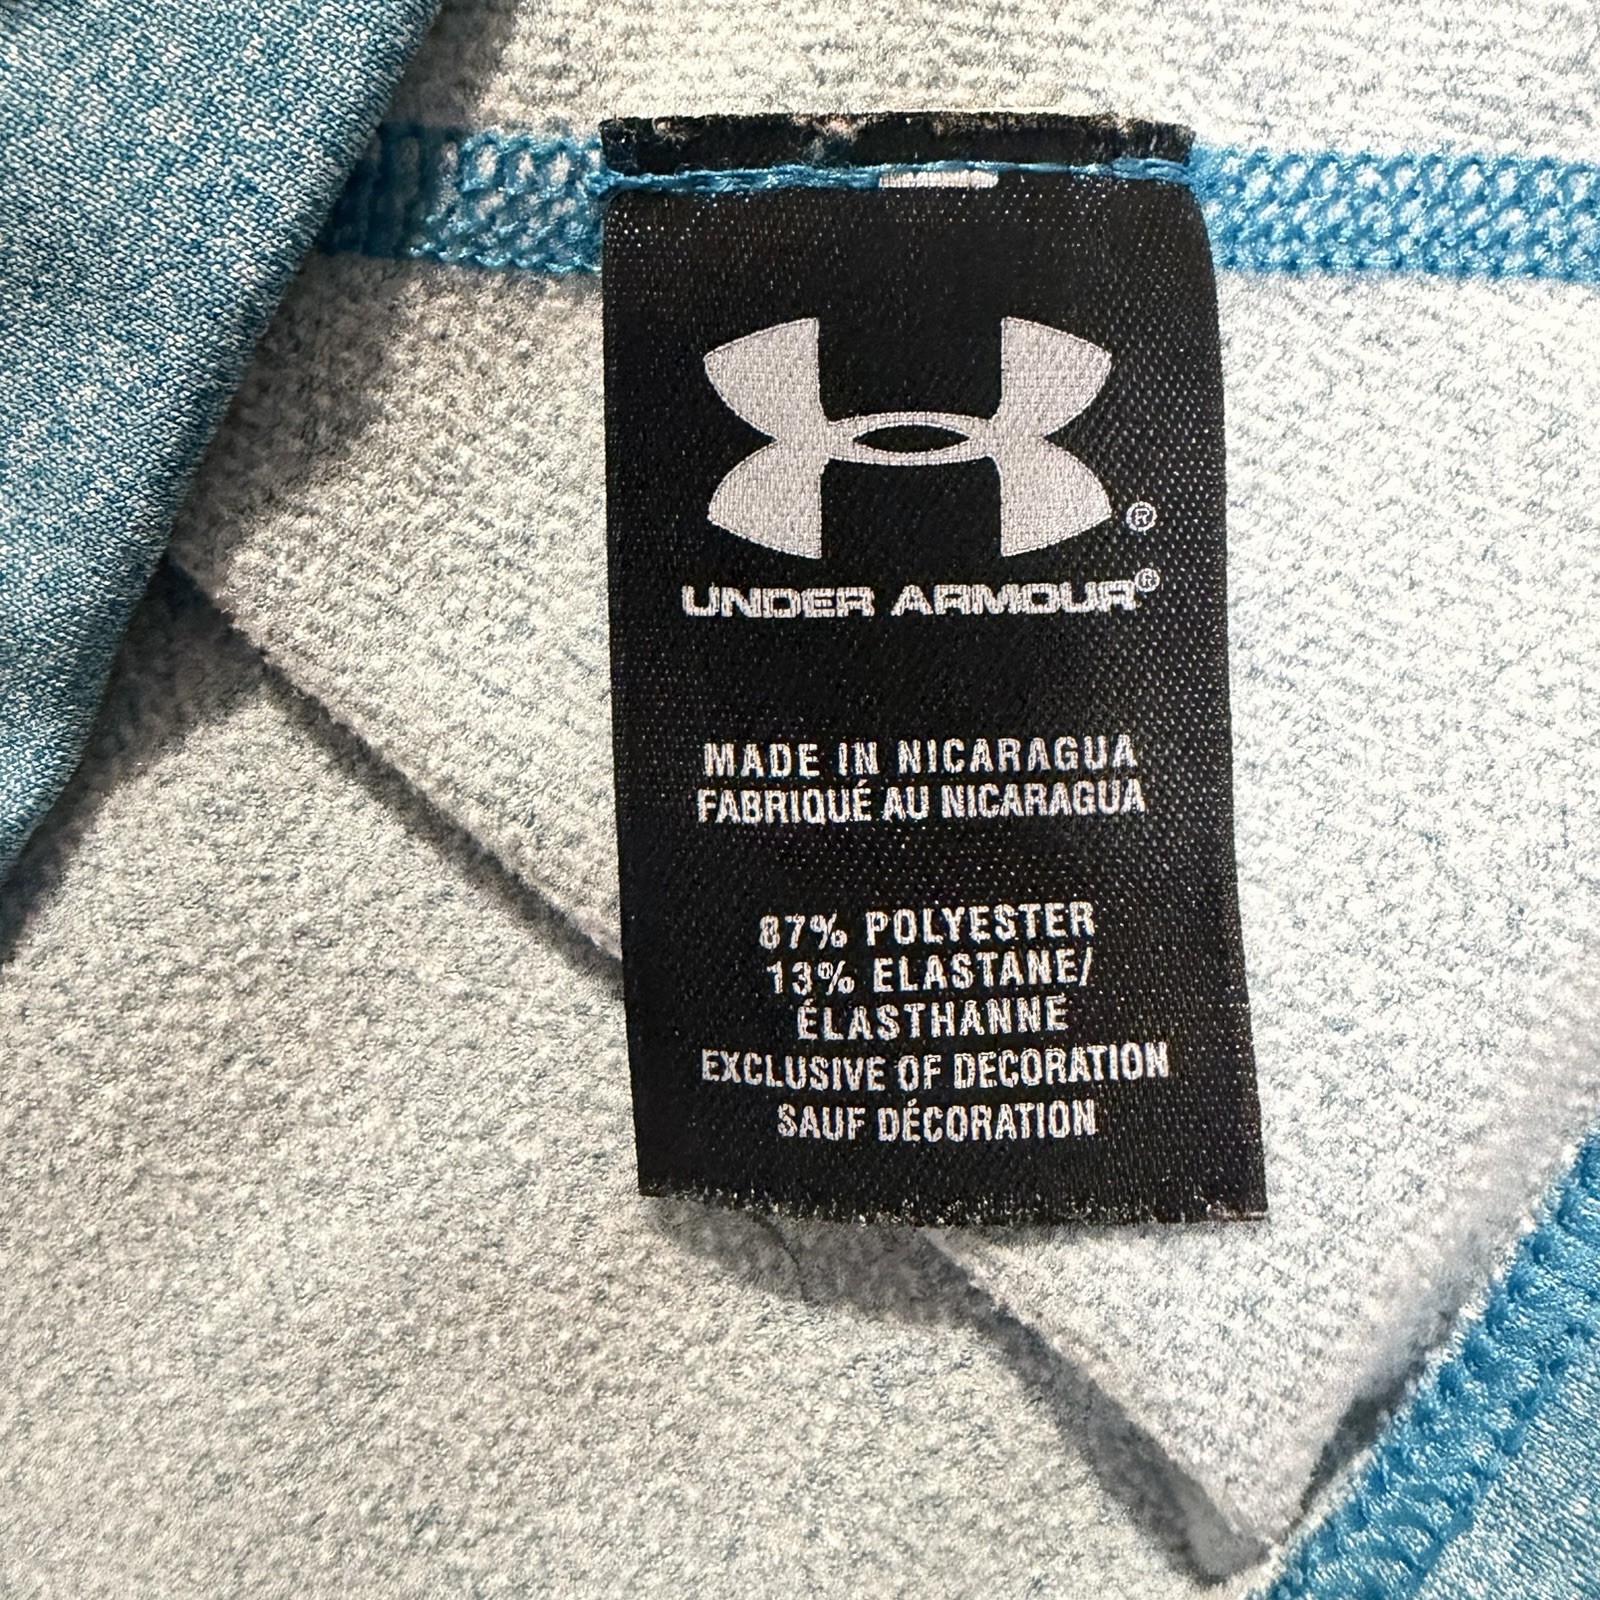 ®
UNDER ARMOUR®
MADE IN NICARAGUA
FABRIQUÉ AU NICARAGUA
87% POLYESTER
13% ELASTANE/
ÉLASTHANNE
EXCLUSIVE OF DECORATION
SAUF DÉCORATION